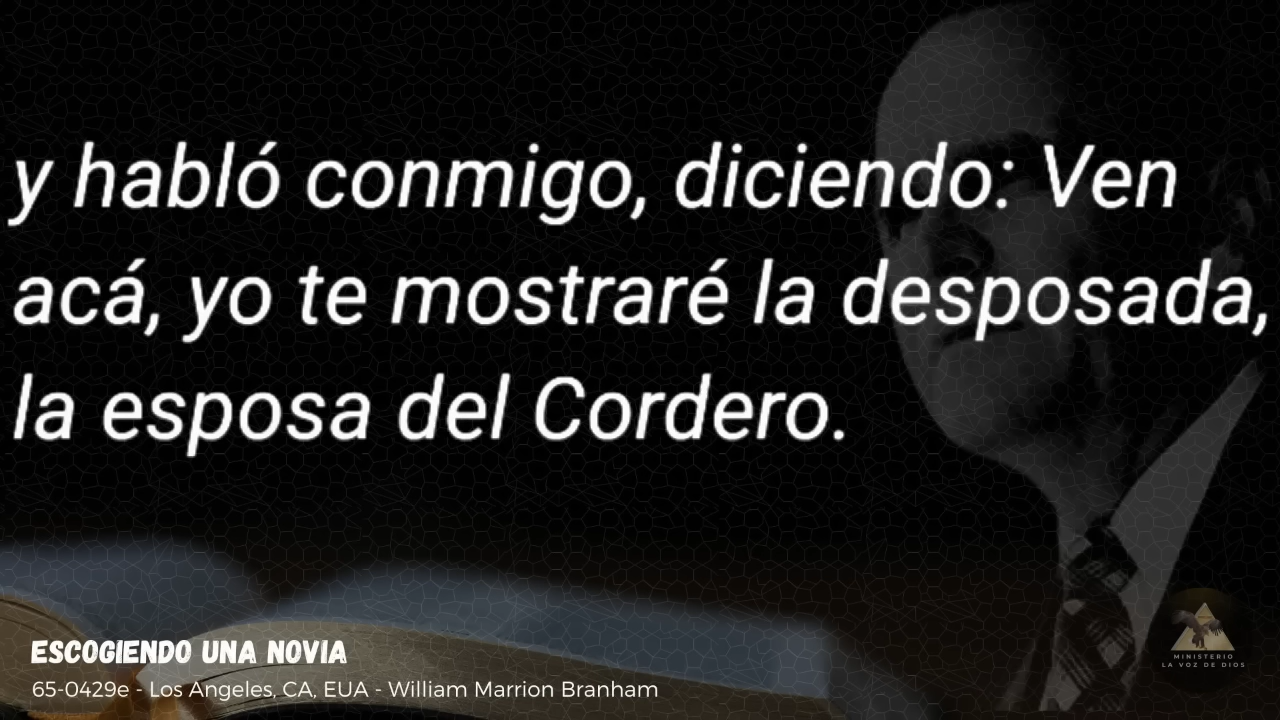 y habló conmigo, diciendo: Ven
acá, yo te mostraré la desposada,
la esposa del Cordero.
ESCOGIENDO UNA NOVIA
65-0429e - Los Angeles, CA, EUA - William Marrion Branham
MINISTERIO
LA VOZ DE DIOS